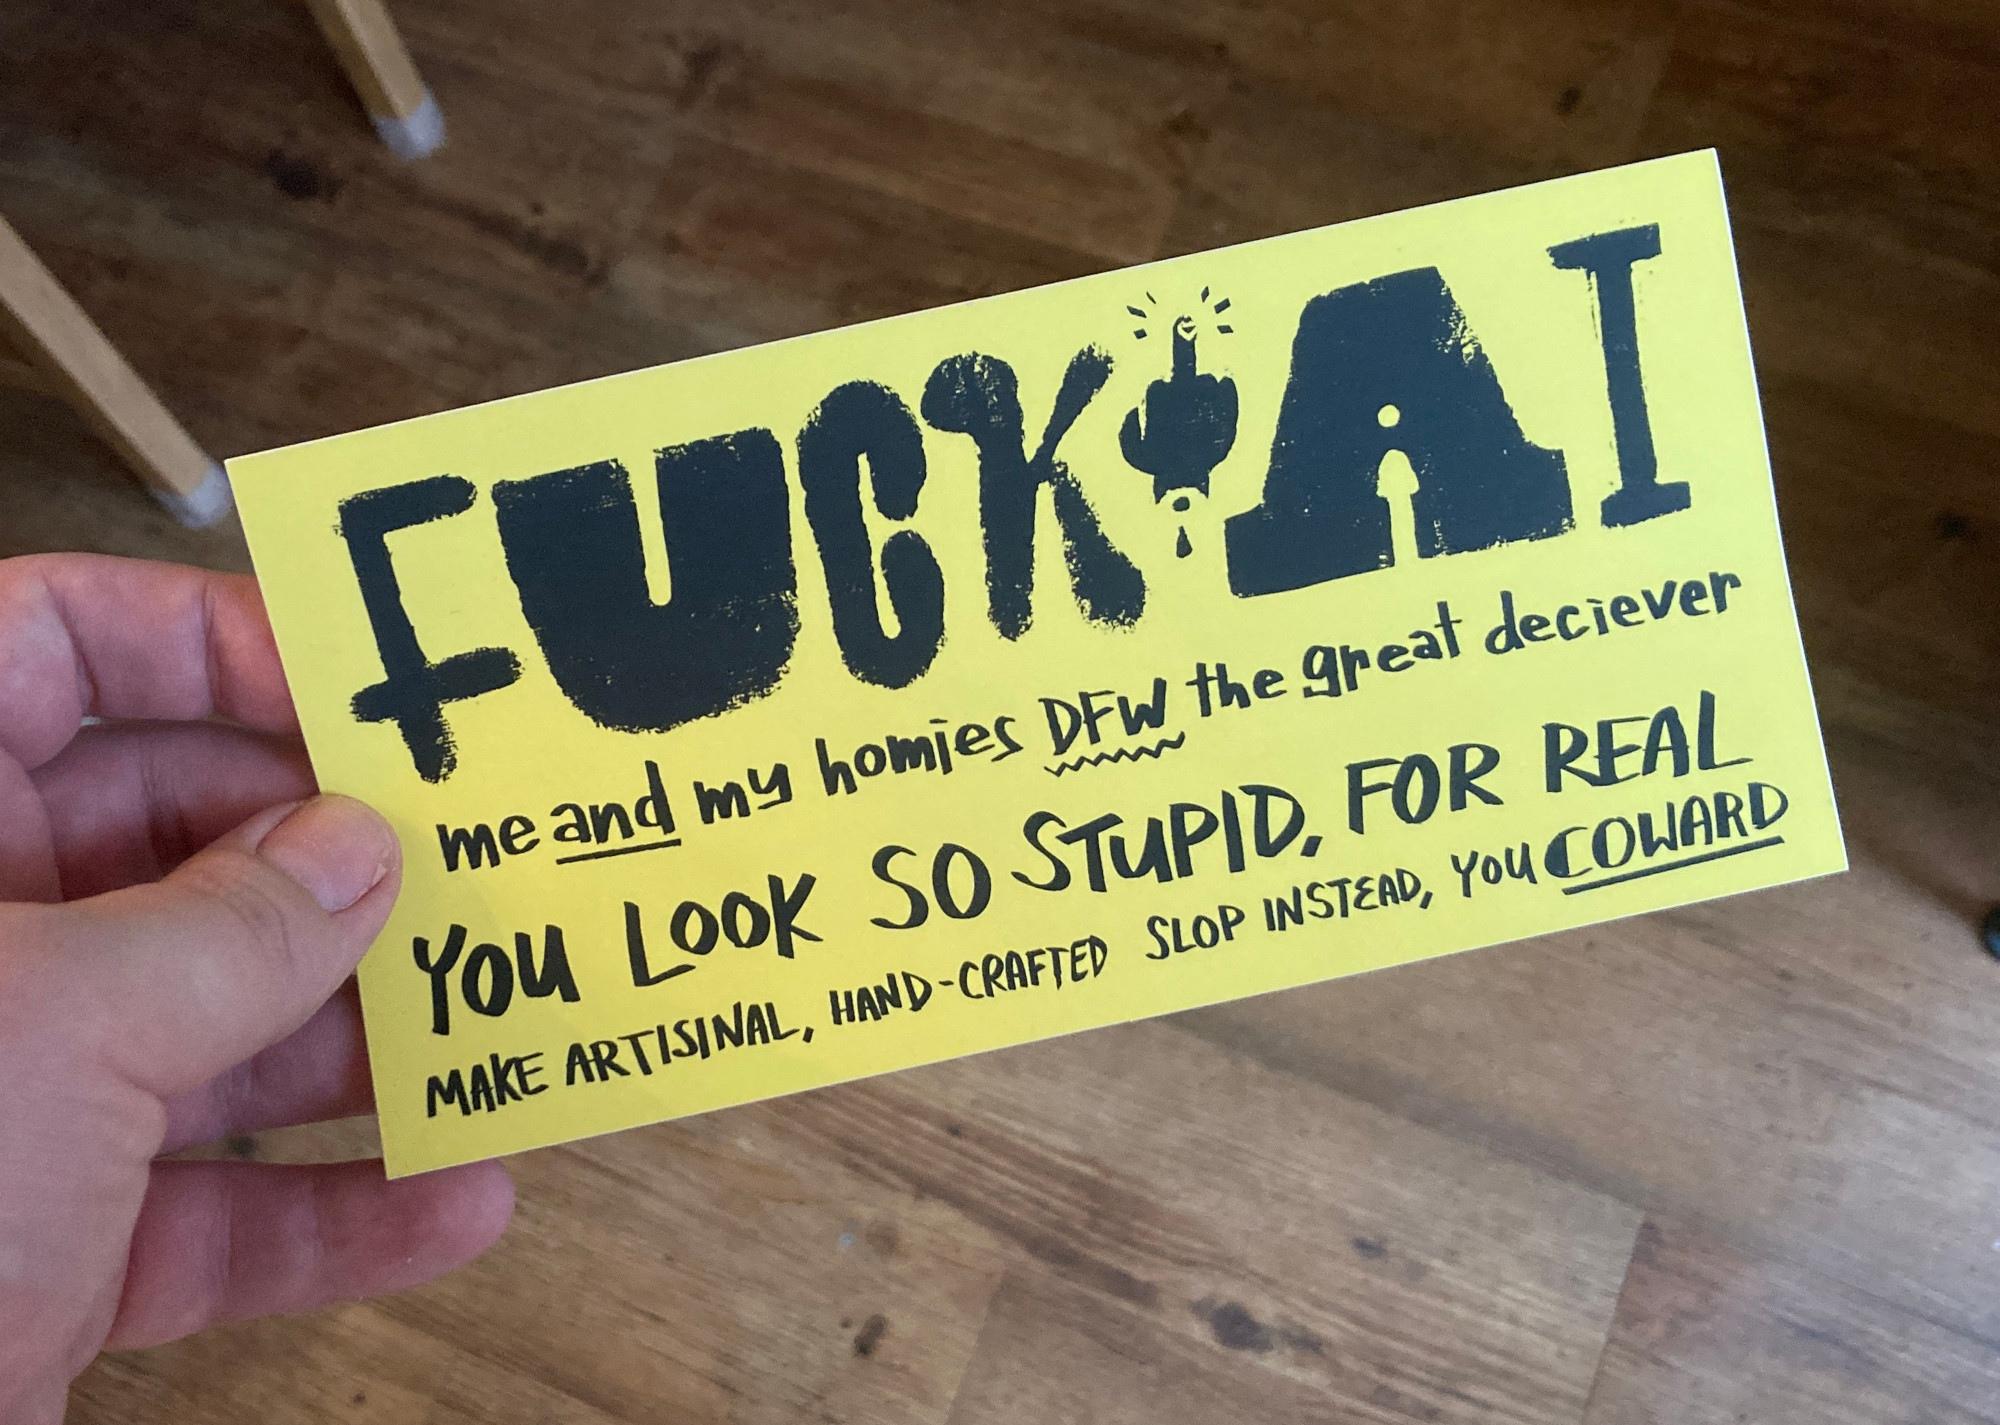 FUCK AI
me and my homies DFW the great deciever
YOU LOOK SO STUPID, FOR REAL
MAKE ARTISINAL, HAND-CRAFTED SLOP INSTEAD, YOU COWARD